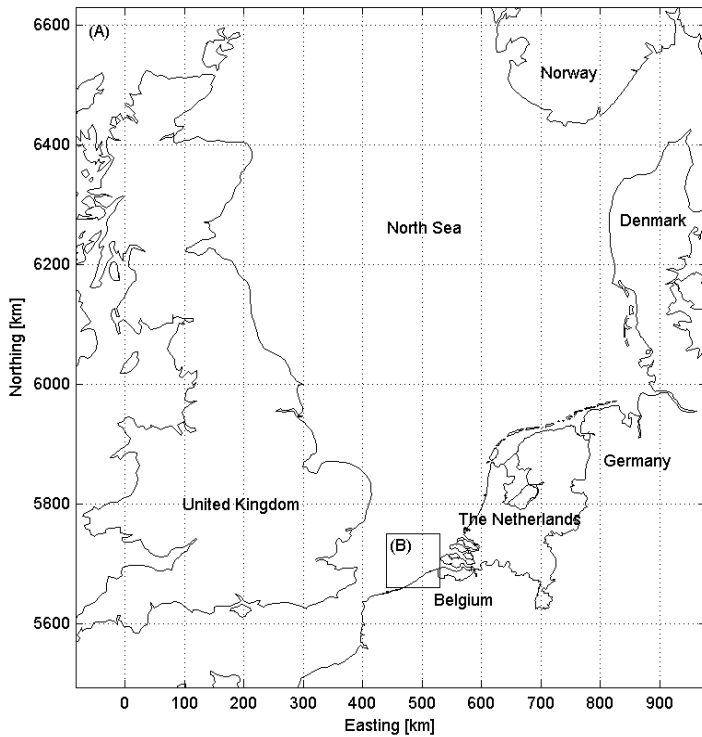 (A)
6600
Norway
6400
North Sea
Denmark
6200
Northing [km]
6000
Germany
5800
United Kingdom
The Netherlands
(B)
Belgium
5600
0 100 200 300 400 500 600 700 800 900
Easting [km]